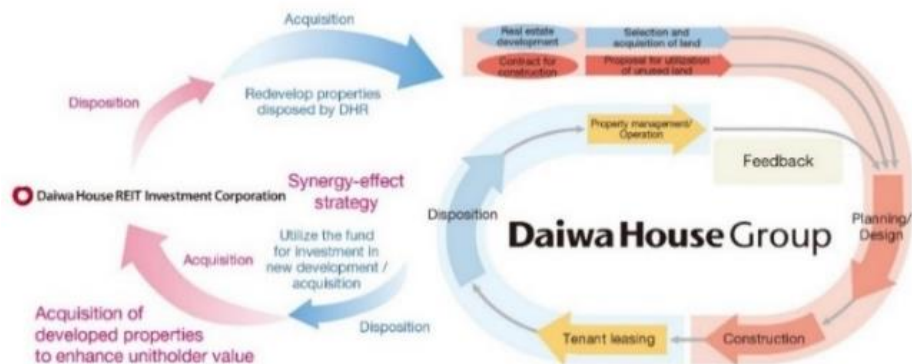 Acquisition
Real estate
development
Selection and
acquisition of land
Contract for
construction
Proposal for utilization
of unused land
Disposition
Redevelop properties
disposed by DHR
Property management/
Operation
Feedback
Daiwa House REIT Investment Corporation
Synergy-effect
strategy
Disposition
Daiwa House Group
Planning/
Design
Utilize the fund
for investment in
new development /
acquisition
Acquisition
Disposition
Acquisition of
developed properties
to enhance unitholder value
Tenant leasing
Construction